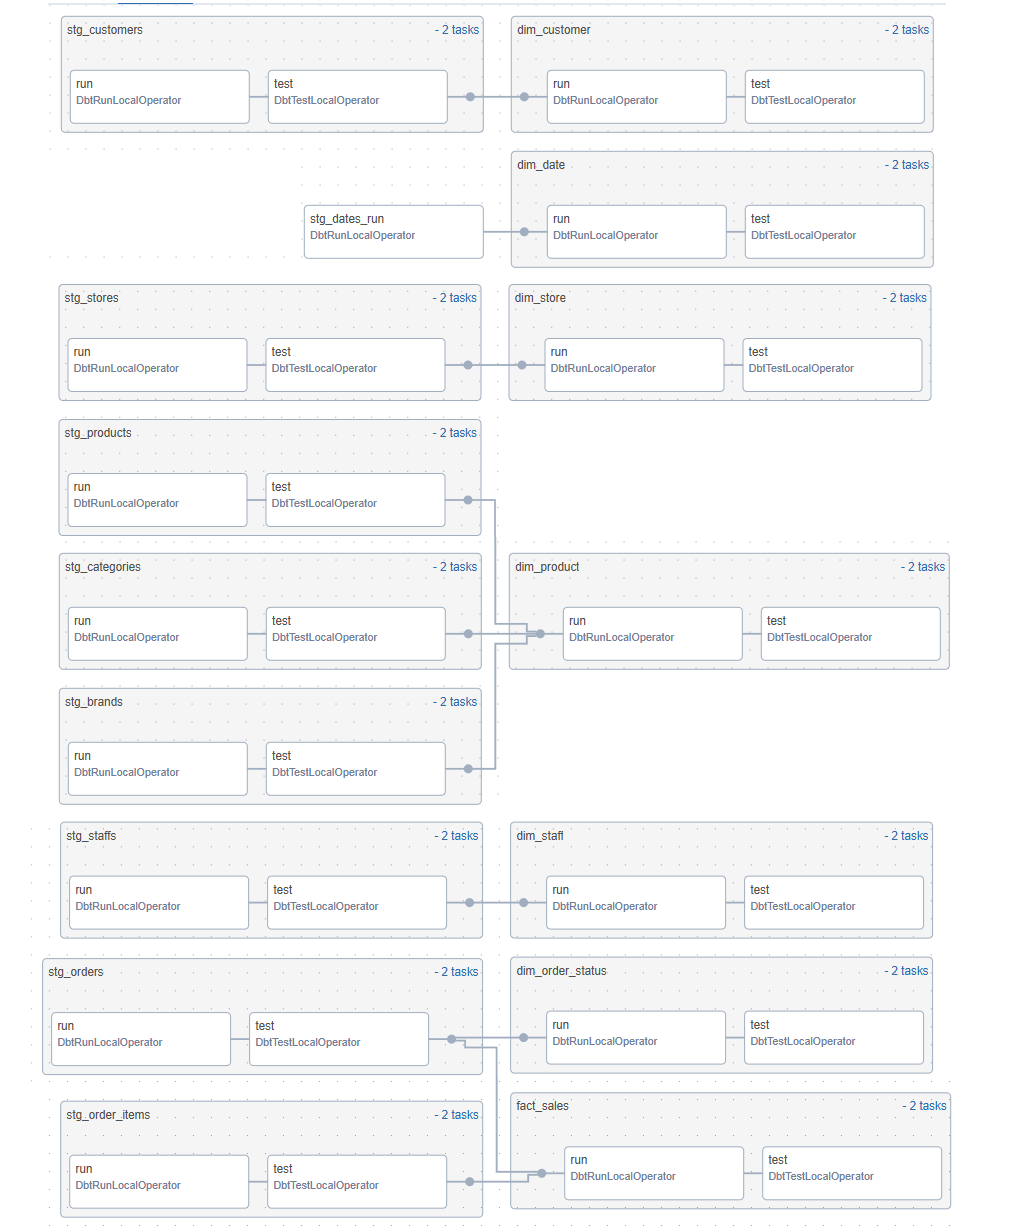 stg_customers - 2 tasks
run
DbtRunLocalOperator
test
DbtTestLocalOperator
dim_customer - 2 tasks
run
DbtRunLocalOperator
test
DbtTestLocalOperator
stg_dates_run
DbtRunLocalOperator
dim_date - 2 tasks
run
DbtRunLocalOperator
test
DbtTestLocalOperator
stg_stores - 2 tasks
run
DbtRunLocalOperator
test
DbtTestLocalOperator
dim_store - 2 tasks
run
DbtRunLocalOperator
test
DbtTestLocalOperator
stg_products - 2 tasks
run
DbtRunLocalOperator
test
DbtTestLocalOperator
stg_categories - 2 tasks
run
DbtRunLocalOperator
test
DbtTestLocalOperator
dim_product - 2 tasks
run
DbtRunLocalOperator
test
DbtTestLocalOperator
stg_brands - 2 tasks
run
DbtRunLocalOperator
test
DbtTestLocalOperator
stg_staffs - 2 tasks
run
DbtRunLocalOperator
test
DbtTestLocalOperator
dim_staff - 2 tasks
run
DbtRunLocalOperator
test
DbtTestLocalOperator
stg_orders - 2 tasks
run
DbtRunLocalOperator
test
DbtTestLocalOperator
dim_order_status - 2 tasks
run
DbtRunLocalOperator
test
DbtTestLocalOperator
stg_order_items - 2 tasks
run
DbtRunLocalOperator
test
DbtTestLocalOperator
fact_sales - 2 tasks
run
DbtRunLocalOperator
test
DbtTestLocalOperator